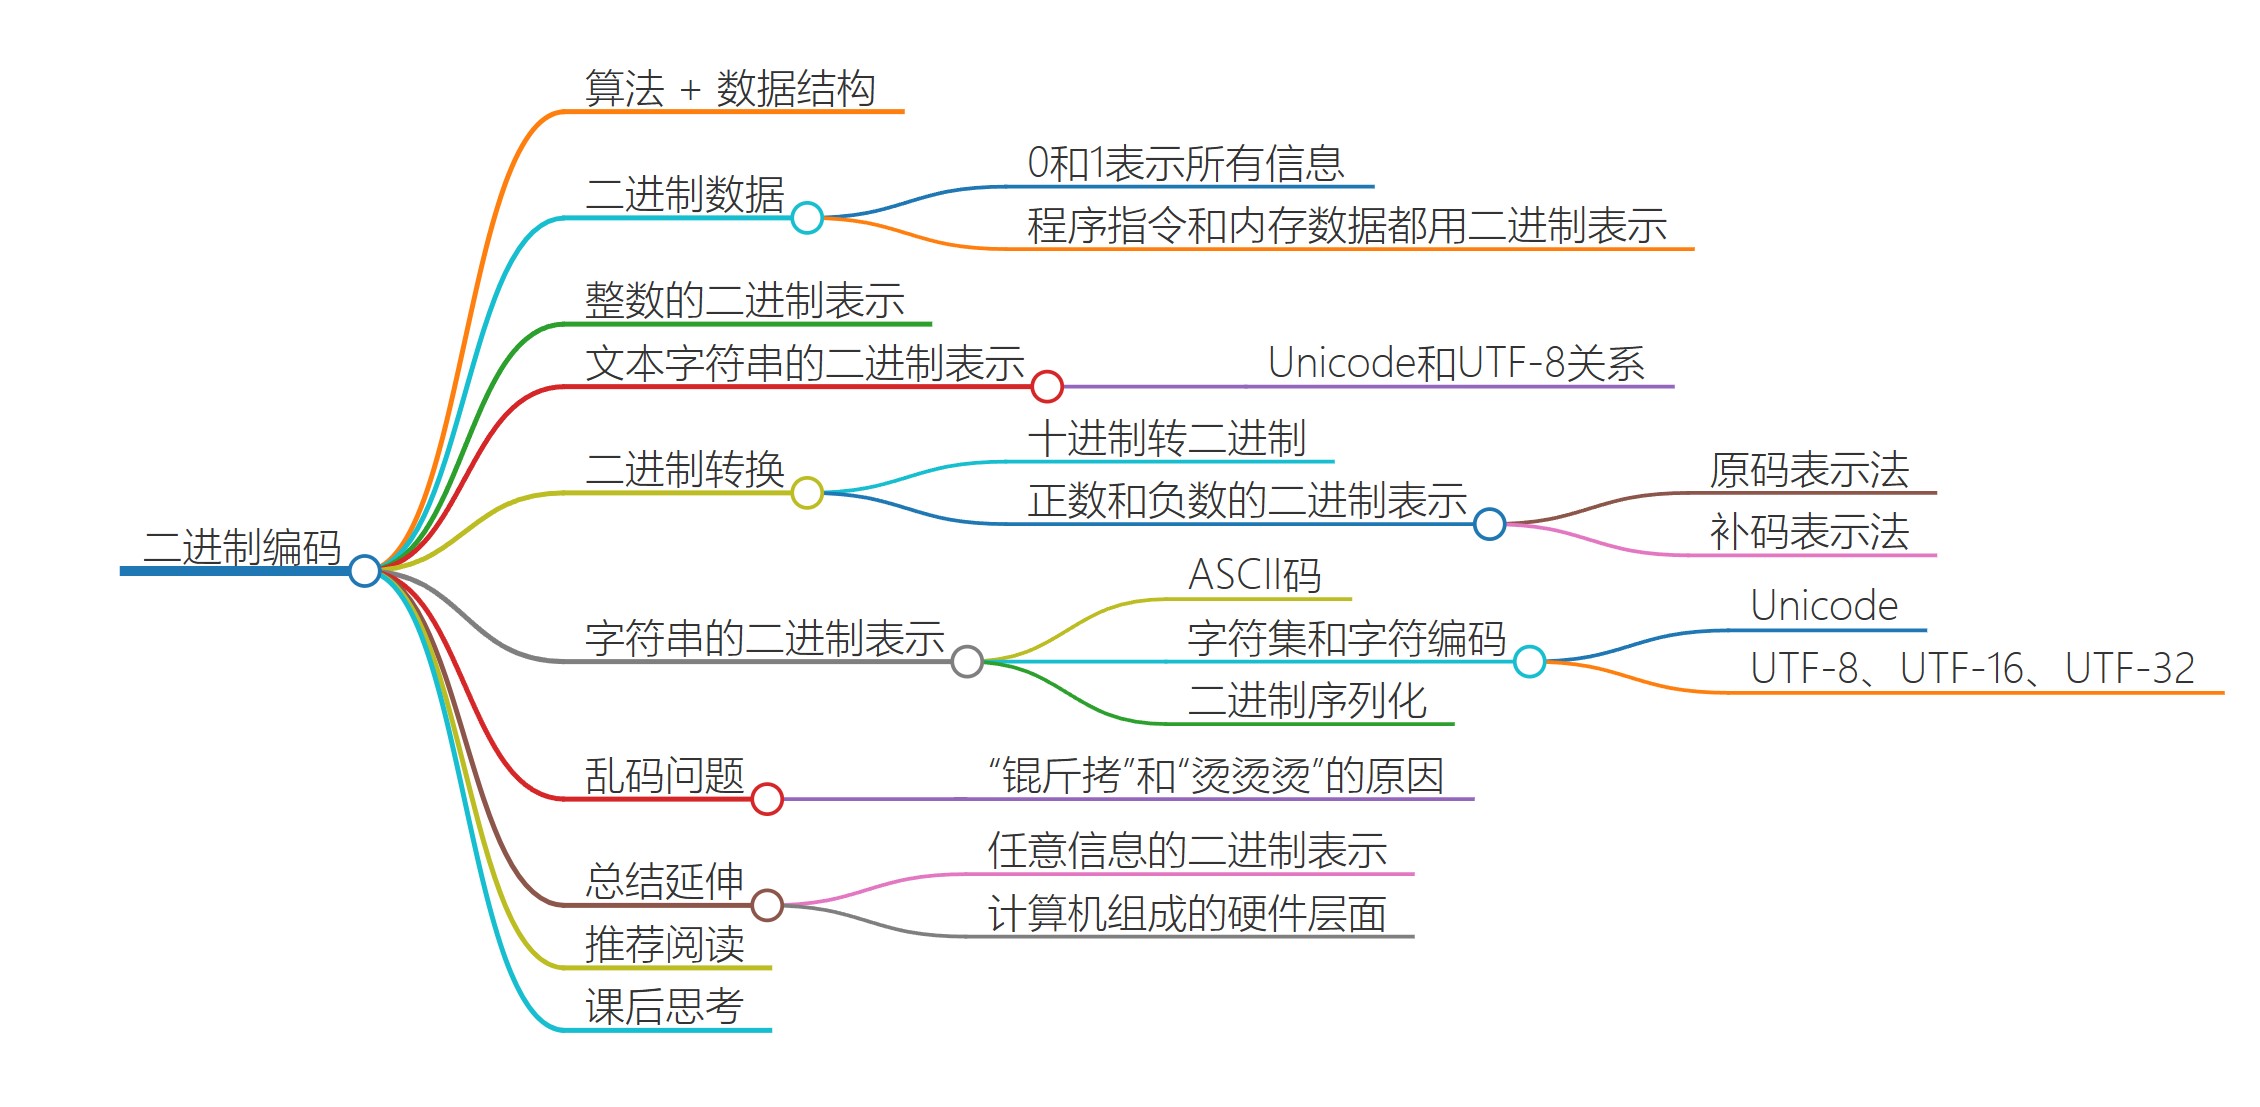 算法 + 数据结构
0和1表示所有信息
二进制数据
程序指令和内存数据都用二进制表示
整数的二进制表示
文本字符串的二进制表示
Unicode和UTF-8关系
十进制转二进制
二进制转换
原码表示法
正数和负数的二进制表示
补码表示法
二进制编码
ASCII码
Unicode
字符串的二进制表示
字符集和字符编码
UTF-8、UTF-16、UTF-32
二进制序列化
乱码问题
“锟斤拷”和“烫烫烫”的原因
任意信息的二进制表示
总结延伸
计算机组成的硬件层面
推荐阅读
课后思考